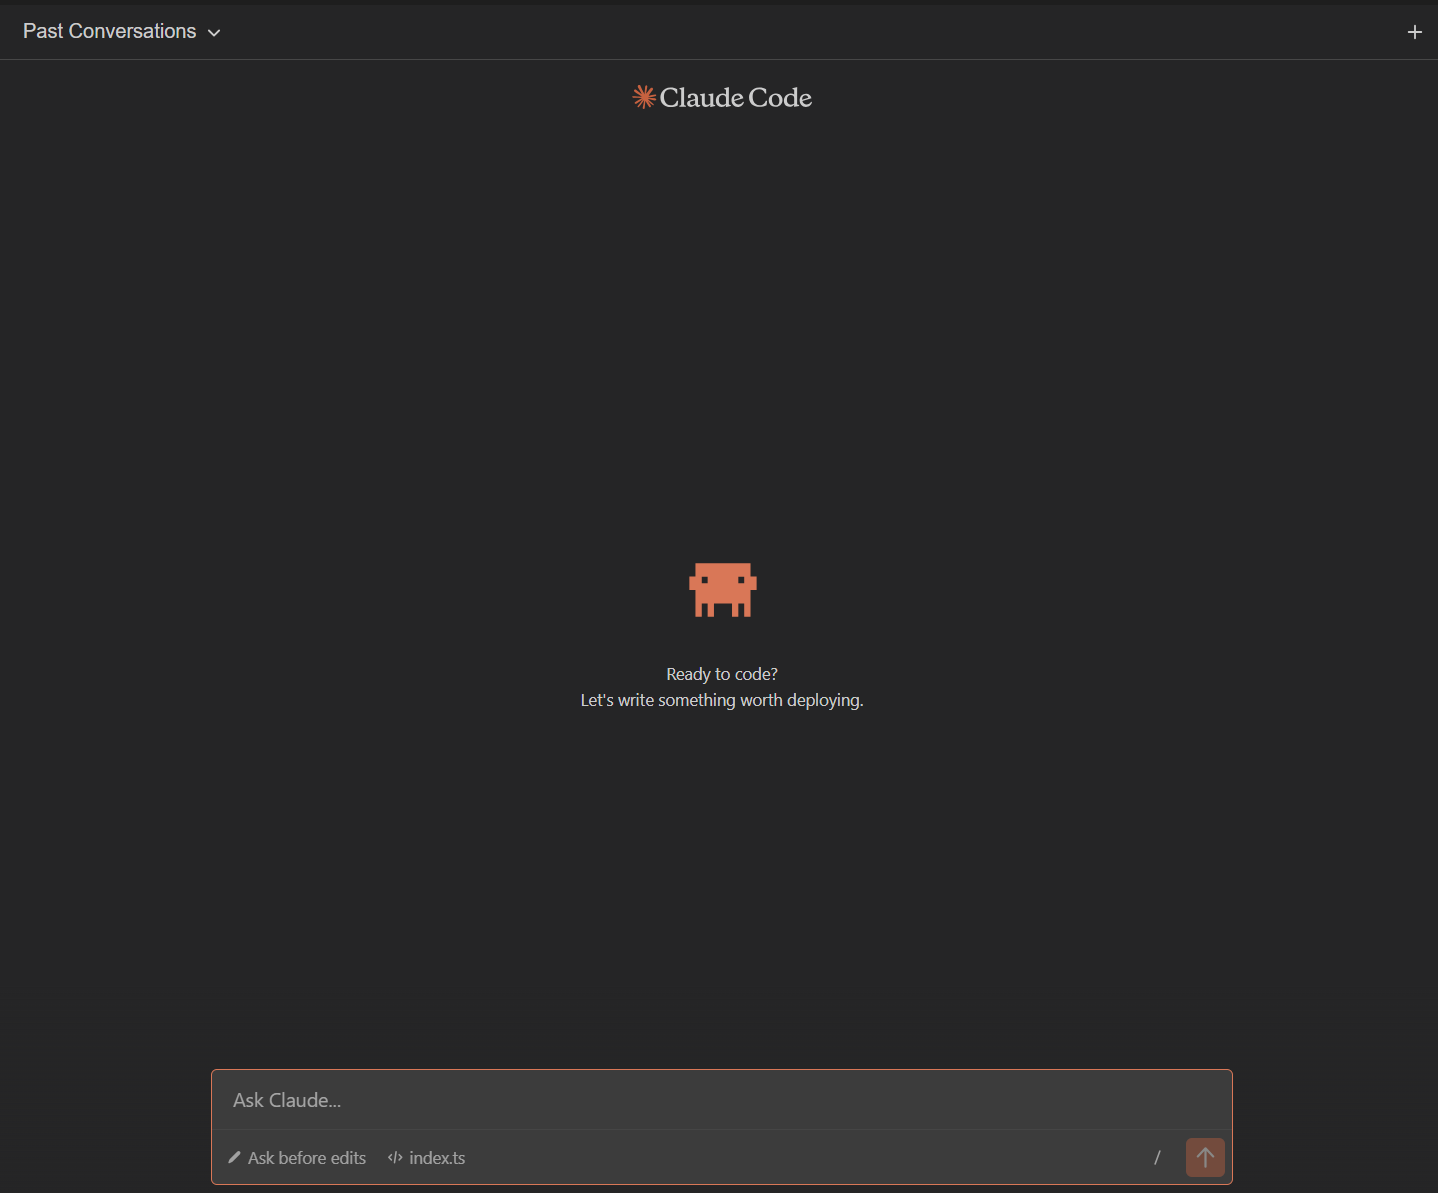 Past Conversations
Claude Code
Ready to code?
Let's write something worth deploying.
Ask Claude...
Ask before edits
</> index.ts
/